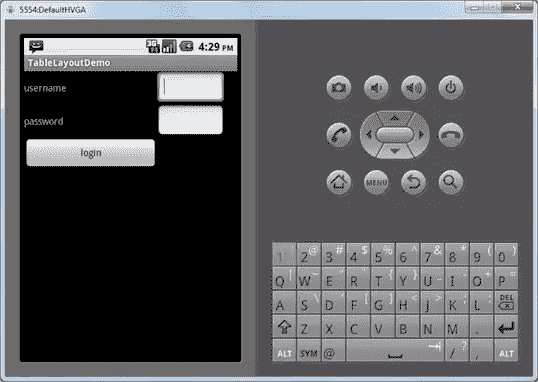 5554:DefaultHVGA
3G 4:29 PM
TableLayoutDemo
username
password
login
MENU
1 2 @ 3 # 4 $ 5 % 6 ^ 7 & 8 * 9 ( 0 )
Q W ~ E " R ` T { Y } U _ I - O + P =
A S \ D ' F [ G ] H < J > K ; L : DEL
Z X C V B N M .
ALT SYM @ / ? , ALT